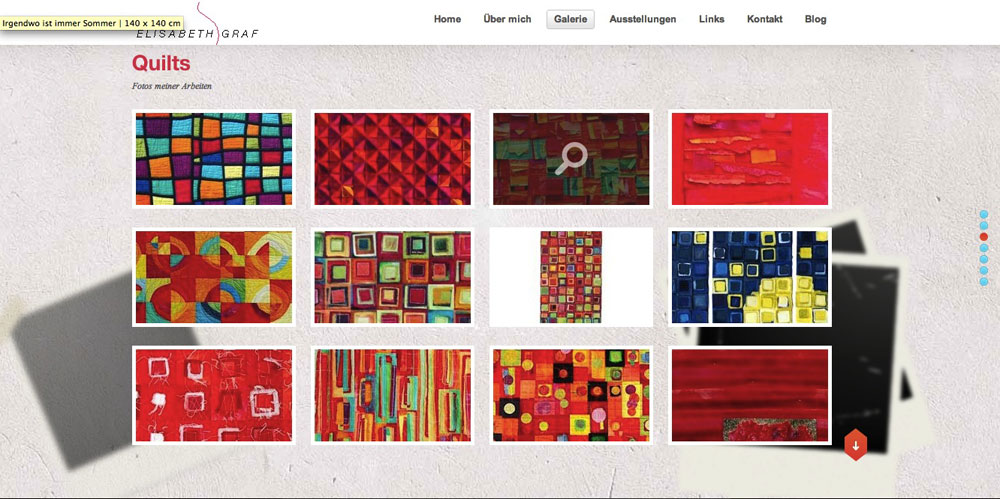 Irgendwo ist immer Sommer | 140 x 140 cm
ELISABETH GRAF
Home Über mich Galerie Ausstellungen Links Kontakt Blog
Quilts
Fotos meiner Arbeiten